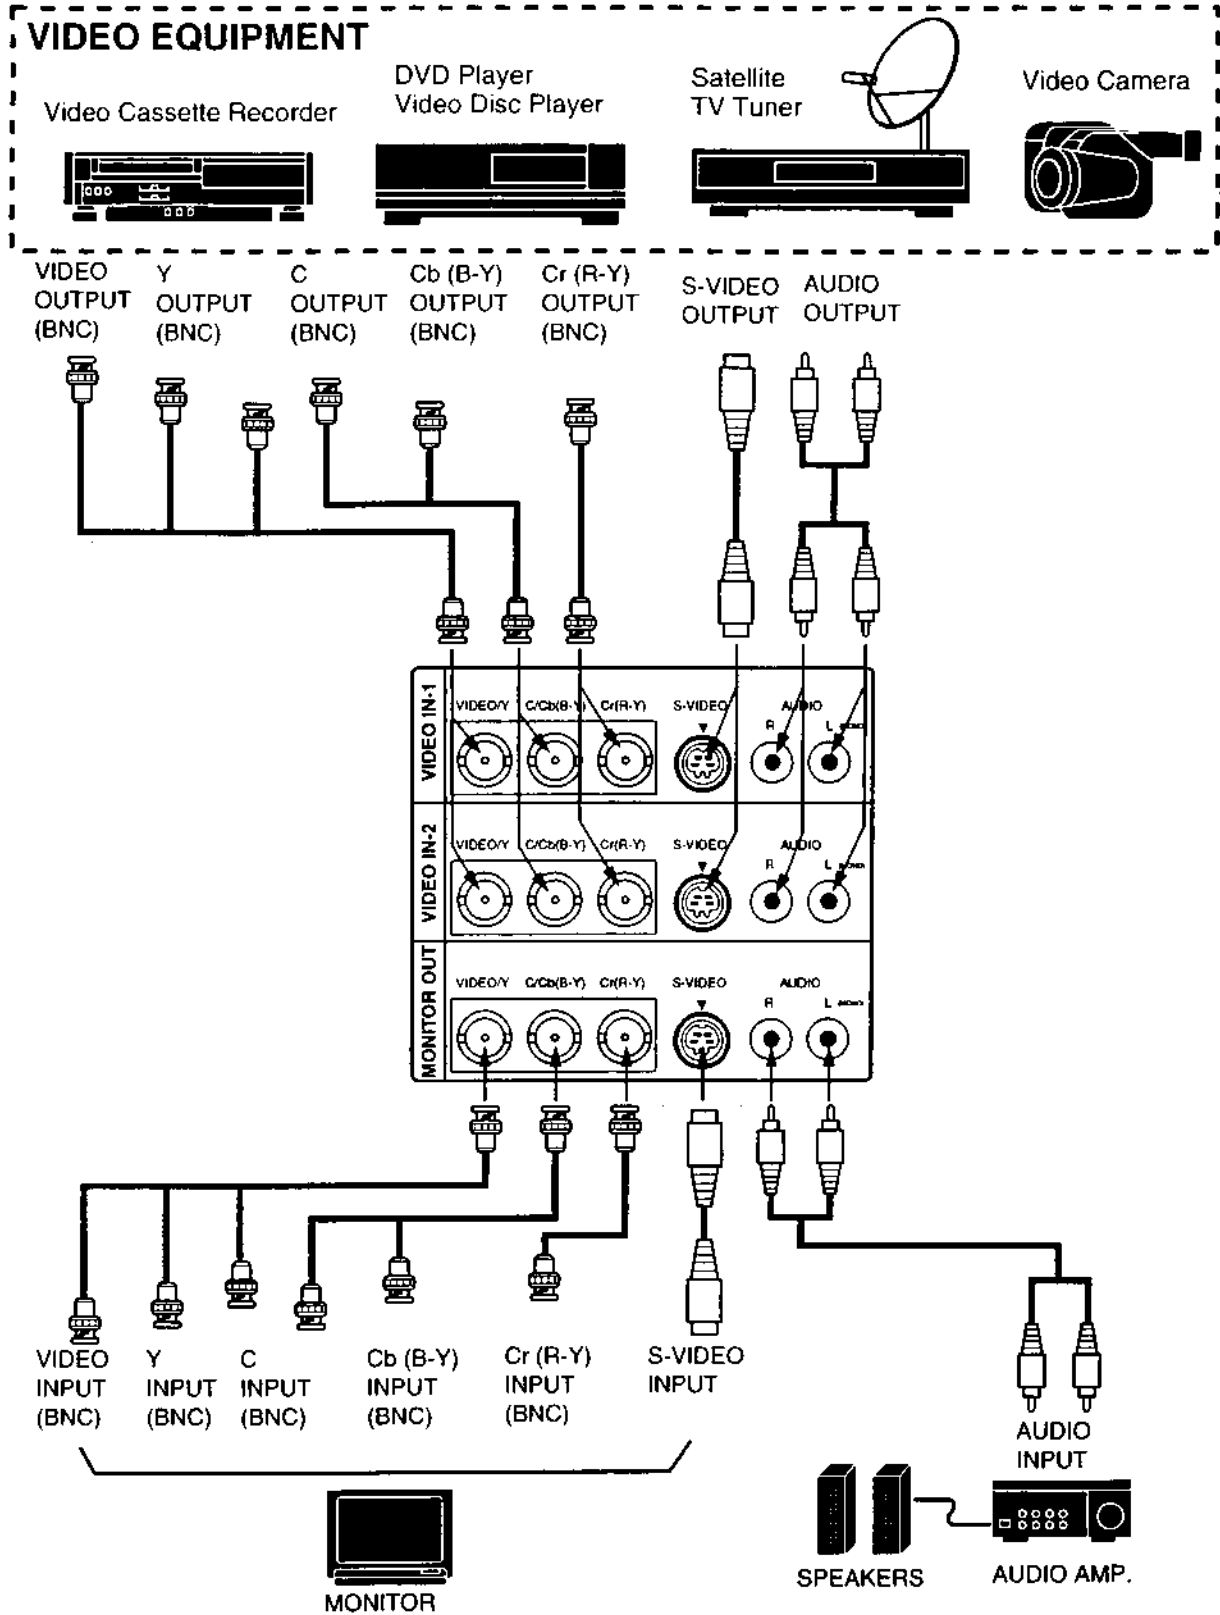 VIDEO EQUIPMENT
Video Cassette Recorder
DVD Player
Video Disc Player
Satellite
TV Tuner
Video Camera
VIDEO
OUTPUT
(BNC)
Y
OUTPUT
(BNC)
C
OUTPUT
(BNC)
Cb (B-Y)
OUTPUT
(BNC)
Cr (R-Y)
OUTPUT
(BNC)
S-VIDEO
OUTPUT
AUDIO
OUTPUT
VIDEO IN-1
VIDEO/Y
C/Cb(B-Y)
Cr(R-Y)
S-VIDEO
AUDIO
R
L
VIDEO IN-2
VIDEO/Y
C/Cb(B-Y)
Cr(R-Y)
S-VIDEO
AUDIO
R
L
MONITOR OUT
VIDEO/Y
C/Cb(B-Y)
Cr(R-Y)
S-VIDEO
AUDIO
R
L
VIDEO
INPUT
(BNC)
Y
INPUT
(BNC)
C
INPUT
(BNC)
Cb (B-Y)
INPUT
(BNC)
Cr (R-Y)
INPUT
(BNC)
S-VIDEO
INPUT
AUDIO
INPUT
MONITOR
SPEAKERS
AUDIO AMP.